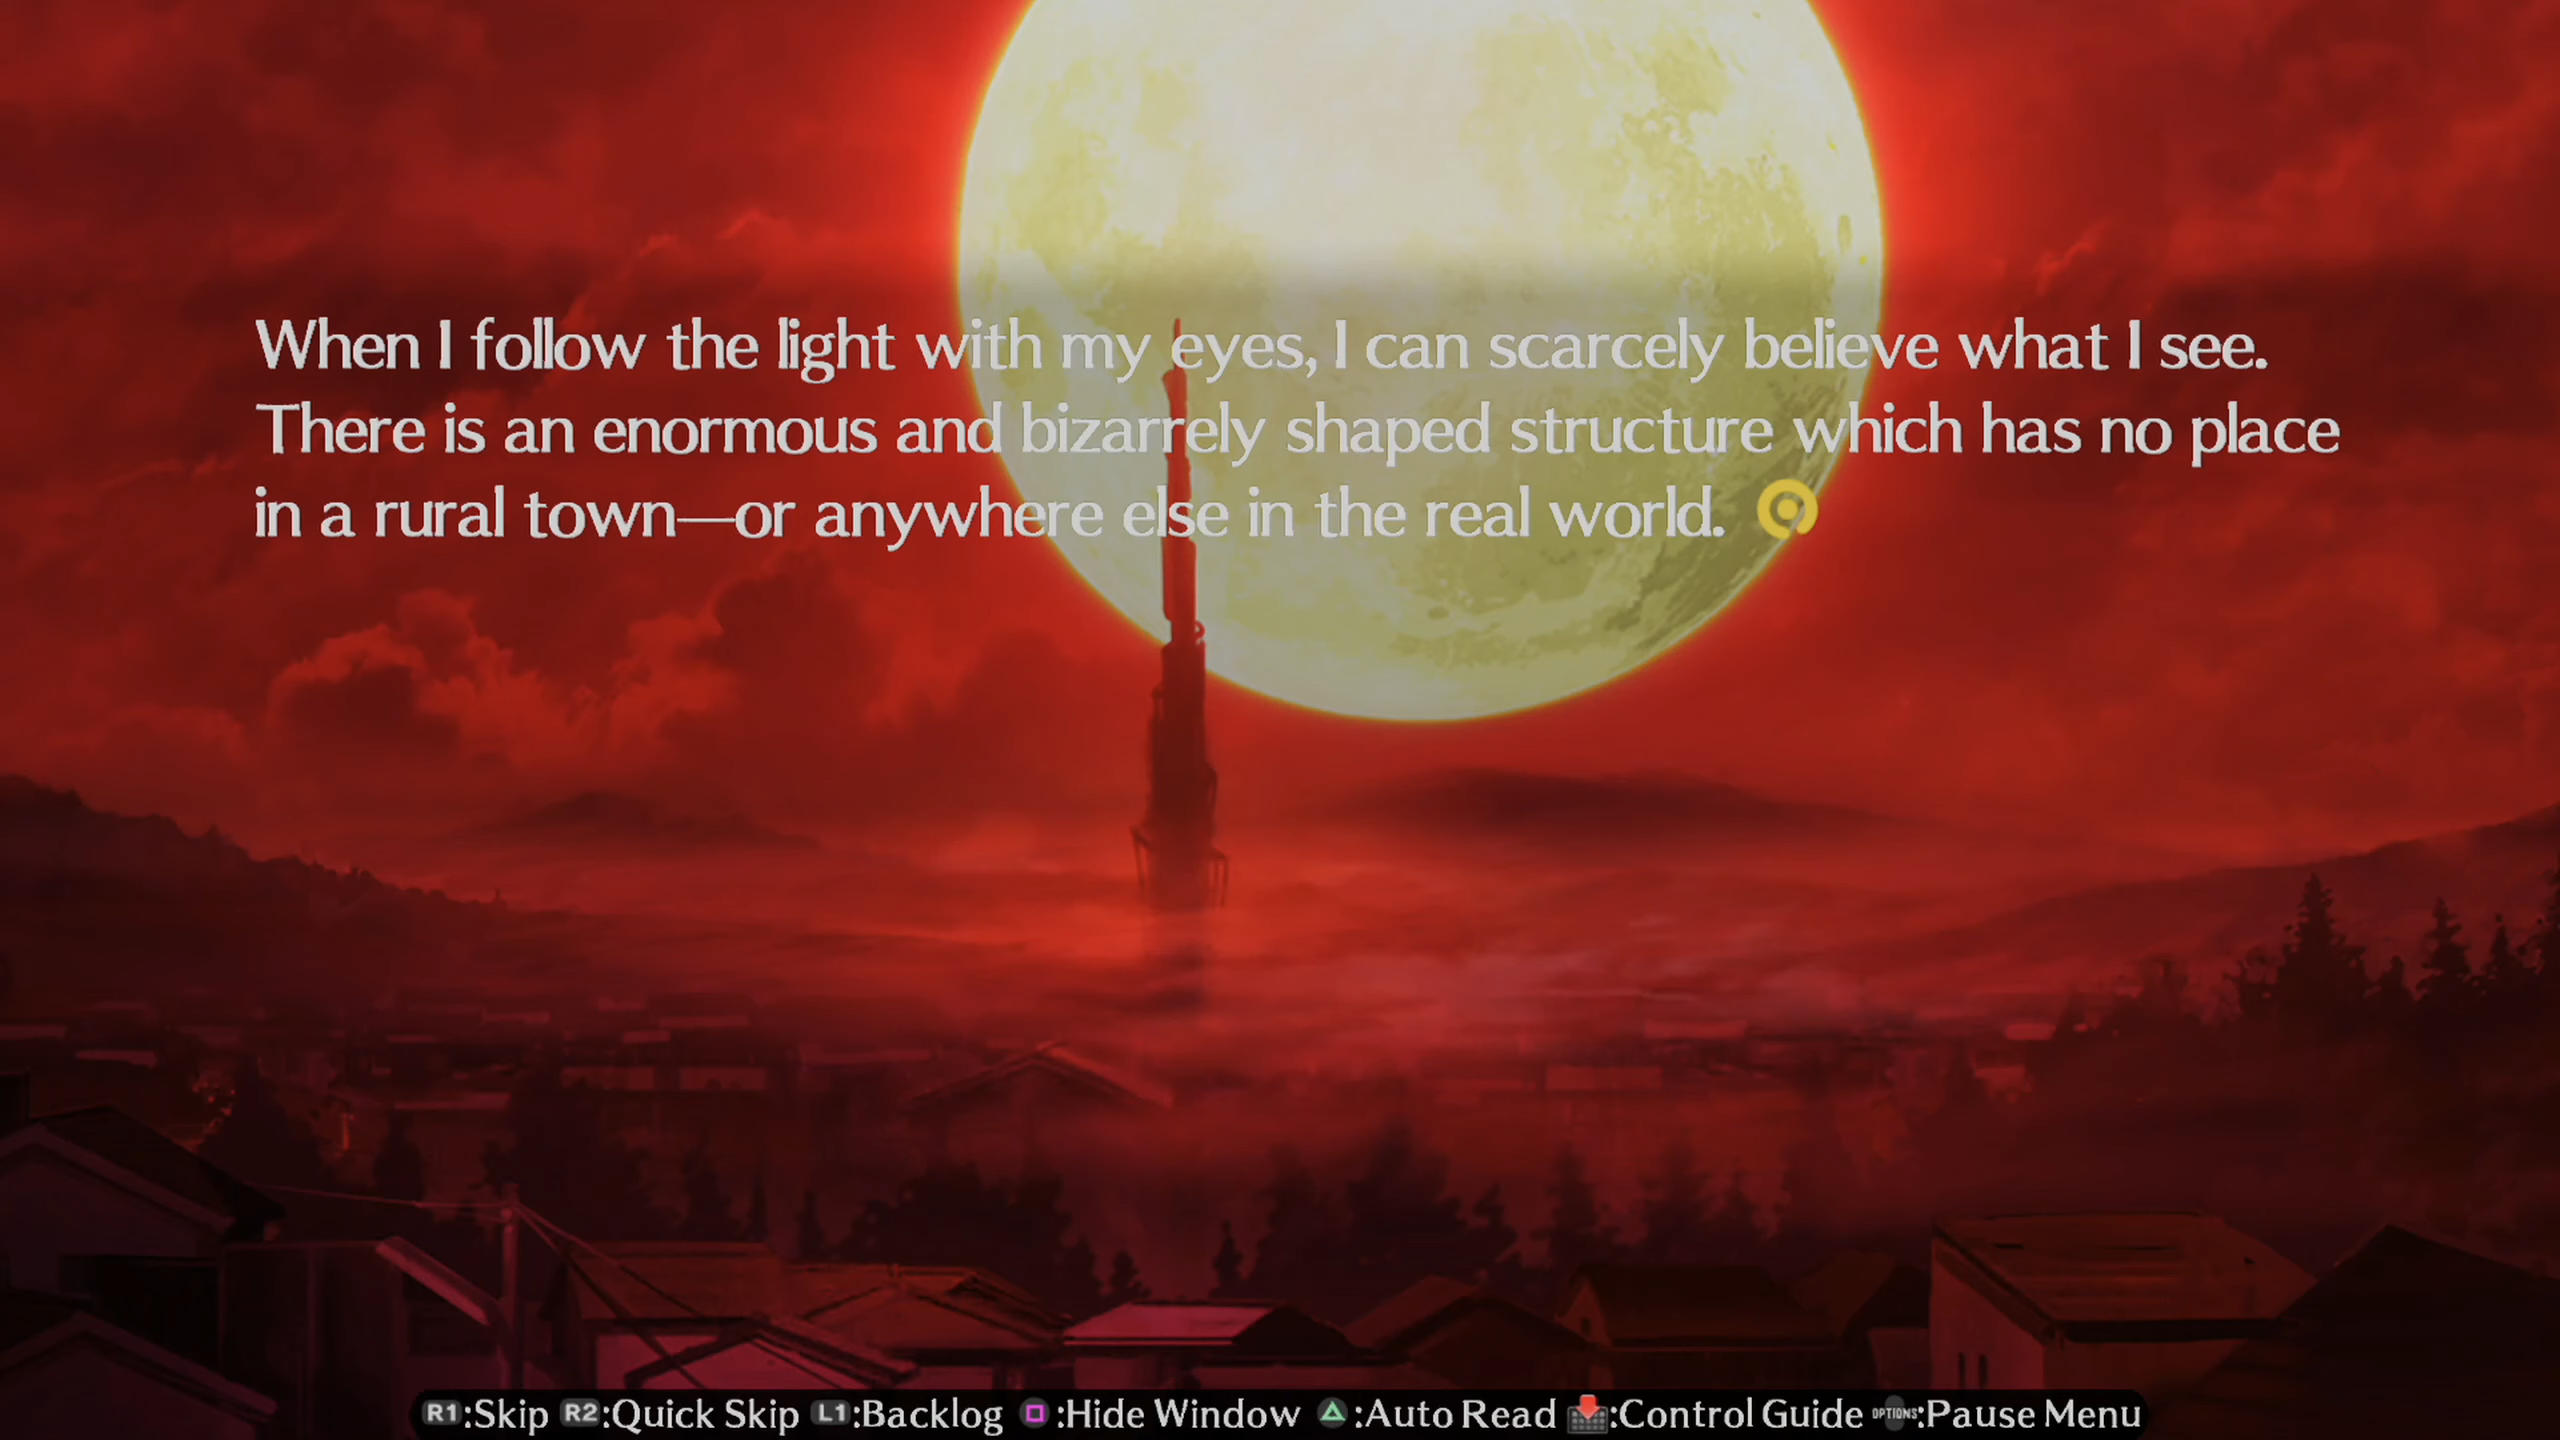 When I follow the light with my eyes, I can scarcely believe what I see.
There is an enormous and bizarrely shaped structure which has no place
in a rural town—or anywhere else in the real world.
R1:Skip R2:Quick Skip L1:Backlog :Hide Window :Auto Read :Control Guide OPTIONS:Pause Menu